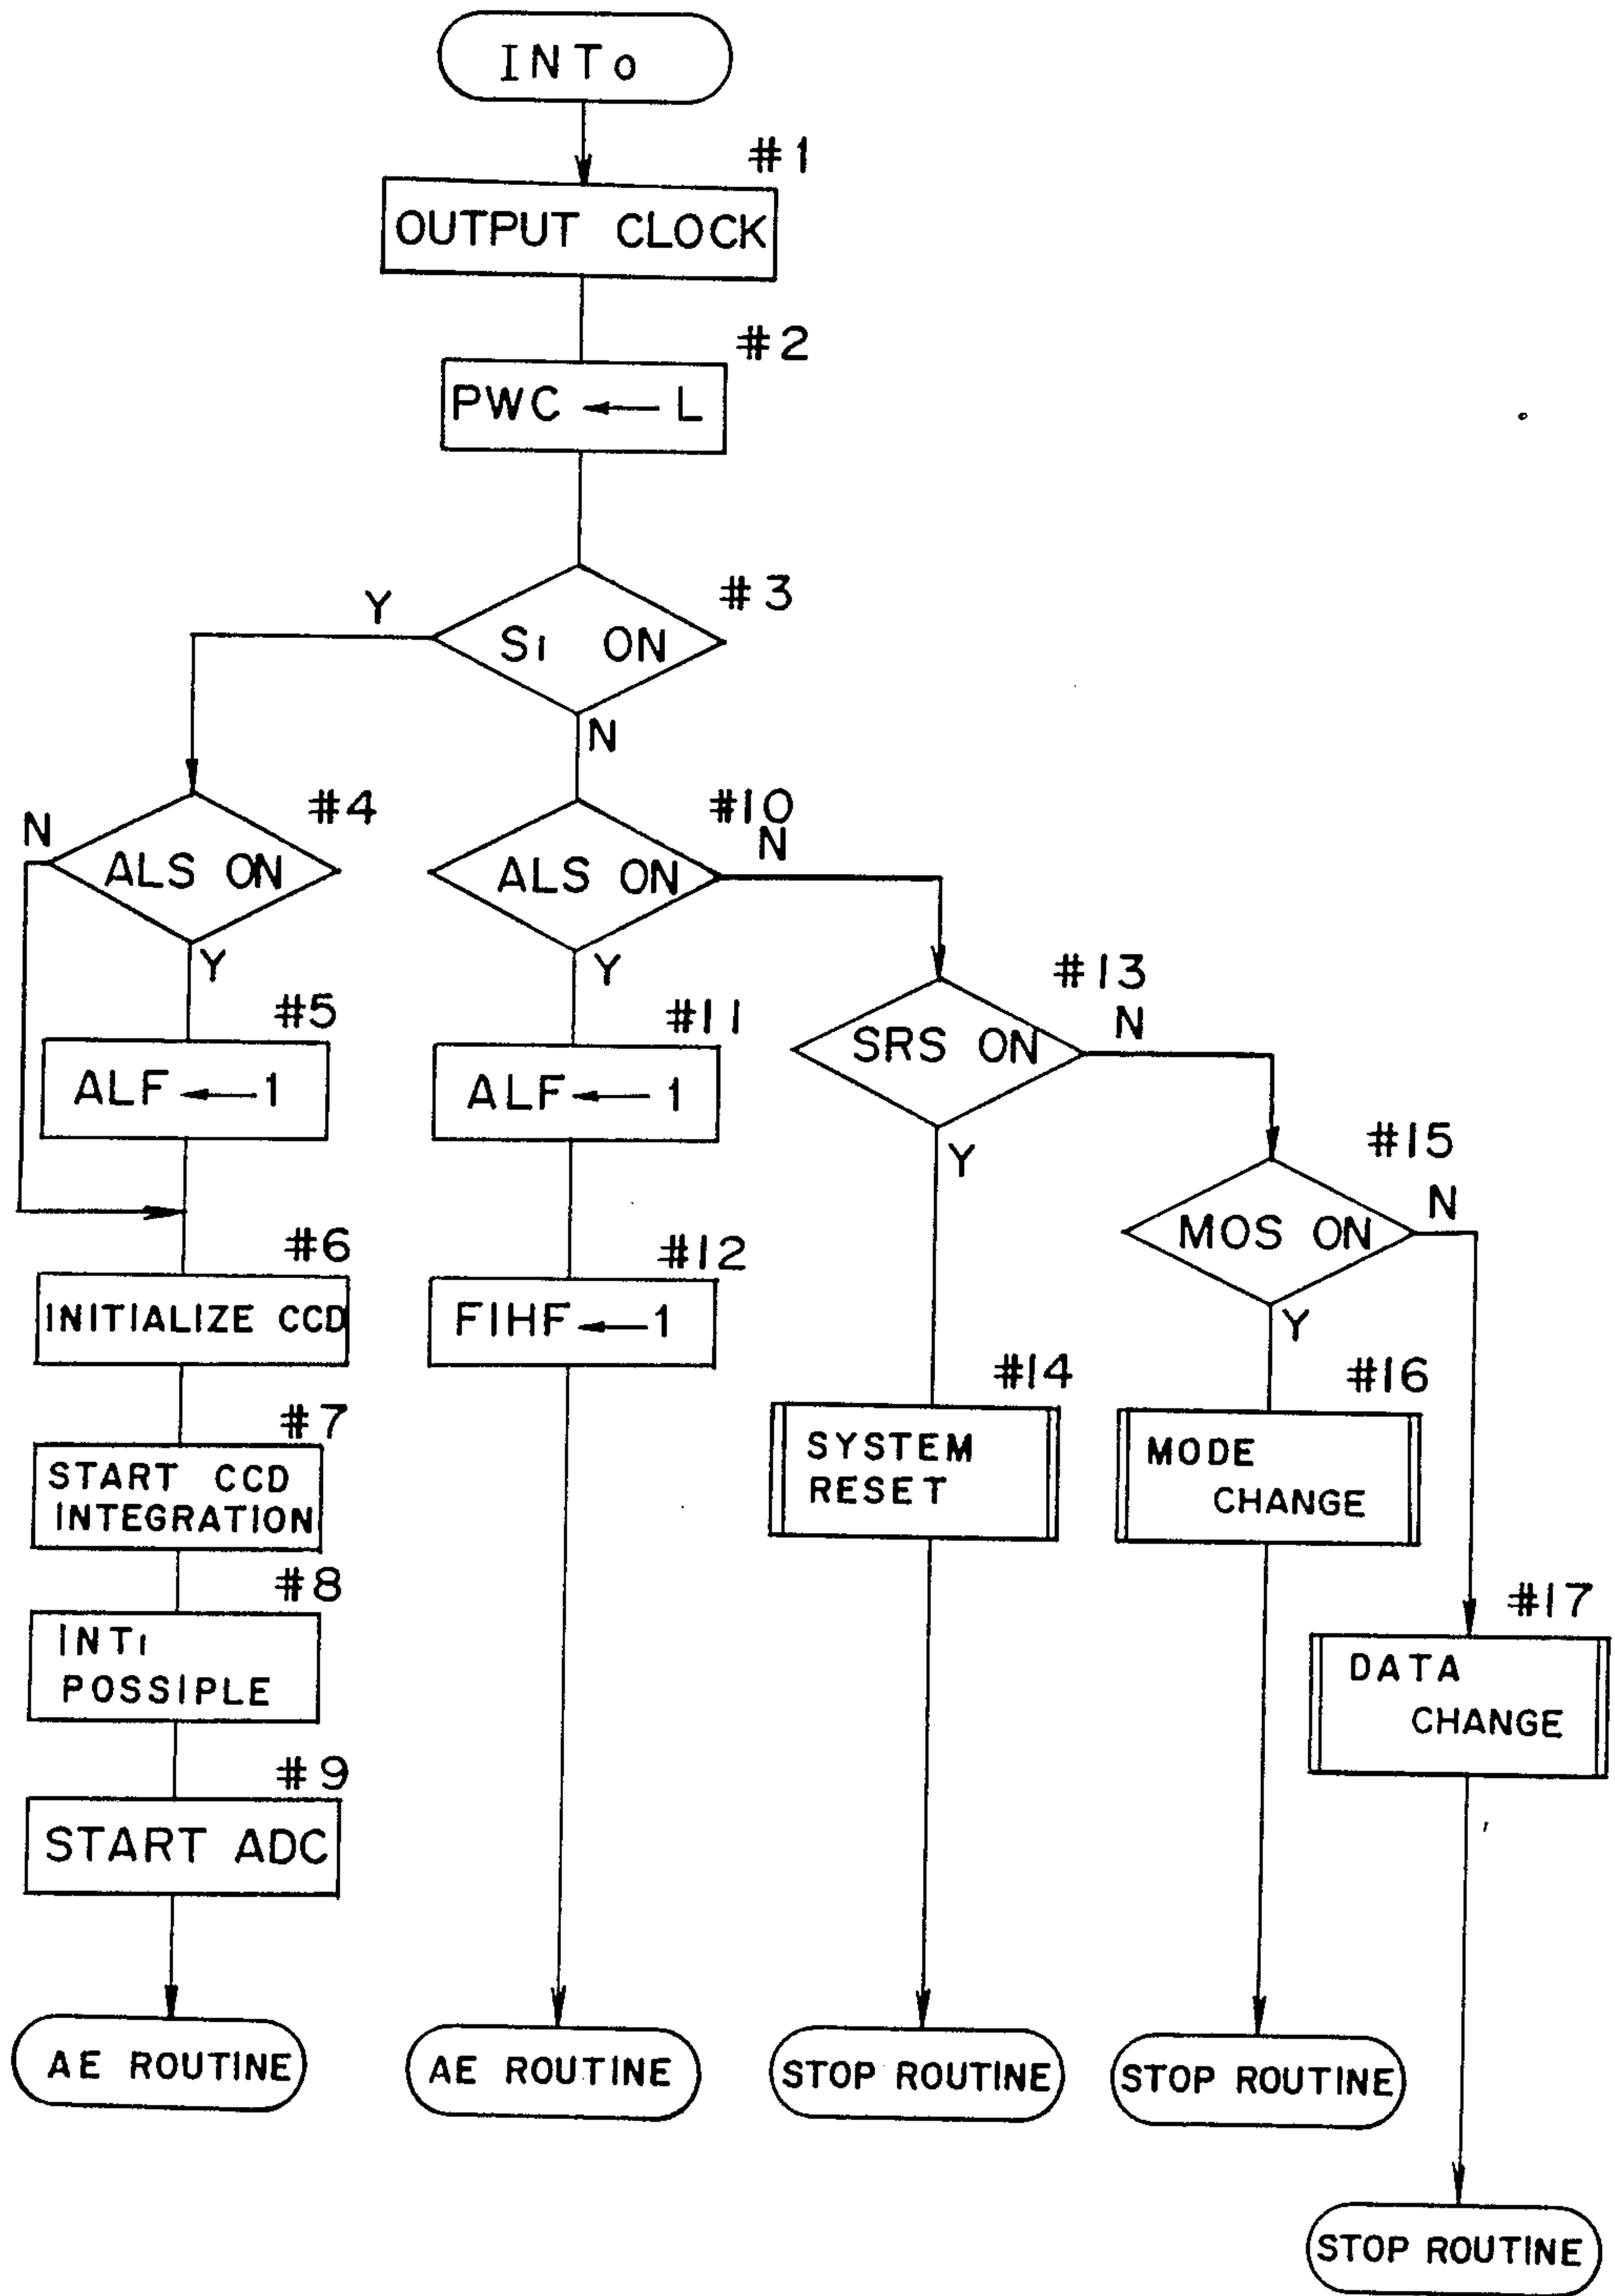 INTo
#1
OUTPUT CLOCK
#2
PWC ← L
#3
Y
S1 ON
N
#4
N
ALS ON
Y
#5
ALF ← 1
#6
INITIALIZE CCD
#7
START CCD
INTEGRATION
#8
INT1
POSSIPLE
#9
START ADC
AE ROUTINE
#10
N
ALS ON
Y
#11
ALF ← 1
#12
FIHF ← 1
AE ROUTINE
#13
N
SRS ON
Y
#14
SYSTEM
RESET
STOP ROUTINE
#15
N
MOS ON
Y
#16
MODE
CHANGE
STOP ROUTINE
#17
DATA
CHANGE
STOP ROUTINE